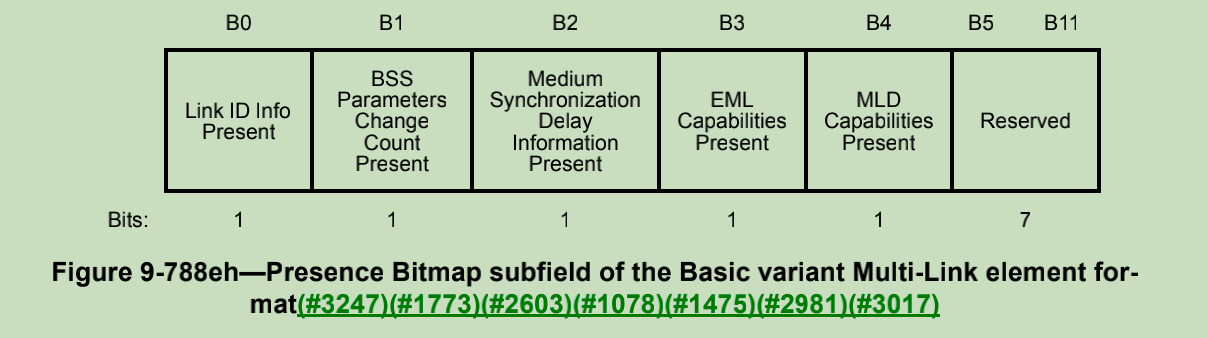 B0 B1 B2 B3 B4 B5 B11
Link ID Info
Present
BSS
Parameters
Change
Count
Present
Medium
Synchronization
Delay
Information
Present
EML
Capabilities
Present
MLD
Capabilities
Present
Reserved
Bits: 1 1 1 1 1 7
Figure 9-788eh—Presence Bitmap subfield of the Basic variant Multi-Link element for-
mat(#3247)(#1773)(#2603)(#1078)(#1475)(#2981)(#3017)